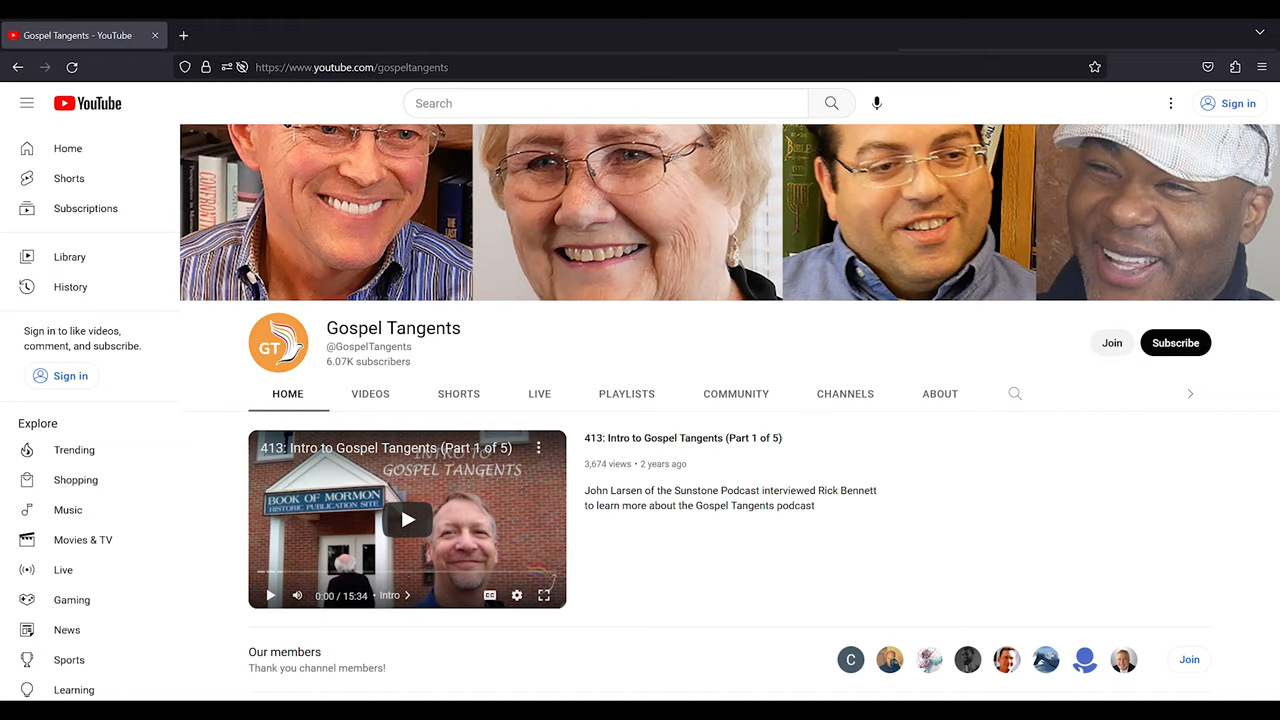 Gospel Tangents - YouTube
https://www.youtube.com/gospeltangents
YouTube
Search
Sign in
Home
Shorts
Subscriptions
Library
History
Sign in to like videos,
comment, and subscribe.
Sign in
Explore
Trending
Shopping
Music
Movies & TV
Live
Gaming
News
Sports
Learning
BIBLE
GT
Gospel Tangents
@GospelTangents
6.07K subscribers
Join
Subscribe
HOME
VIDEOS
SHORTS
LIVE
PLAYLISTS
COMMUNITY
CHANNELS
ABOUT
413: Intro to Gospel Tangents (Part 1 of 5)
INTRO TO
GOSPEL TANGENTS
BOOK OF MORMON
HISTORIC PUBLICATION SITE
0:00 / 15:34 • Intro
CC
413: Intro to Gospel Tangents (Part 1 of 5)
3,674 views • 2 years ago
John Larsen of the Sunstone Podcast interviewed Rick Bennett
to learn more about the Gospel Tangents podcast
Our members
Thank you channel members!
C
Join